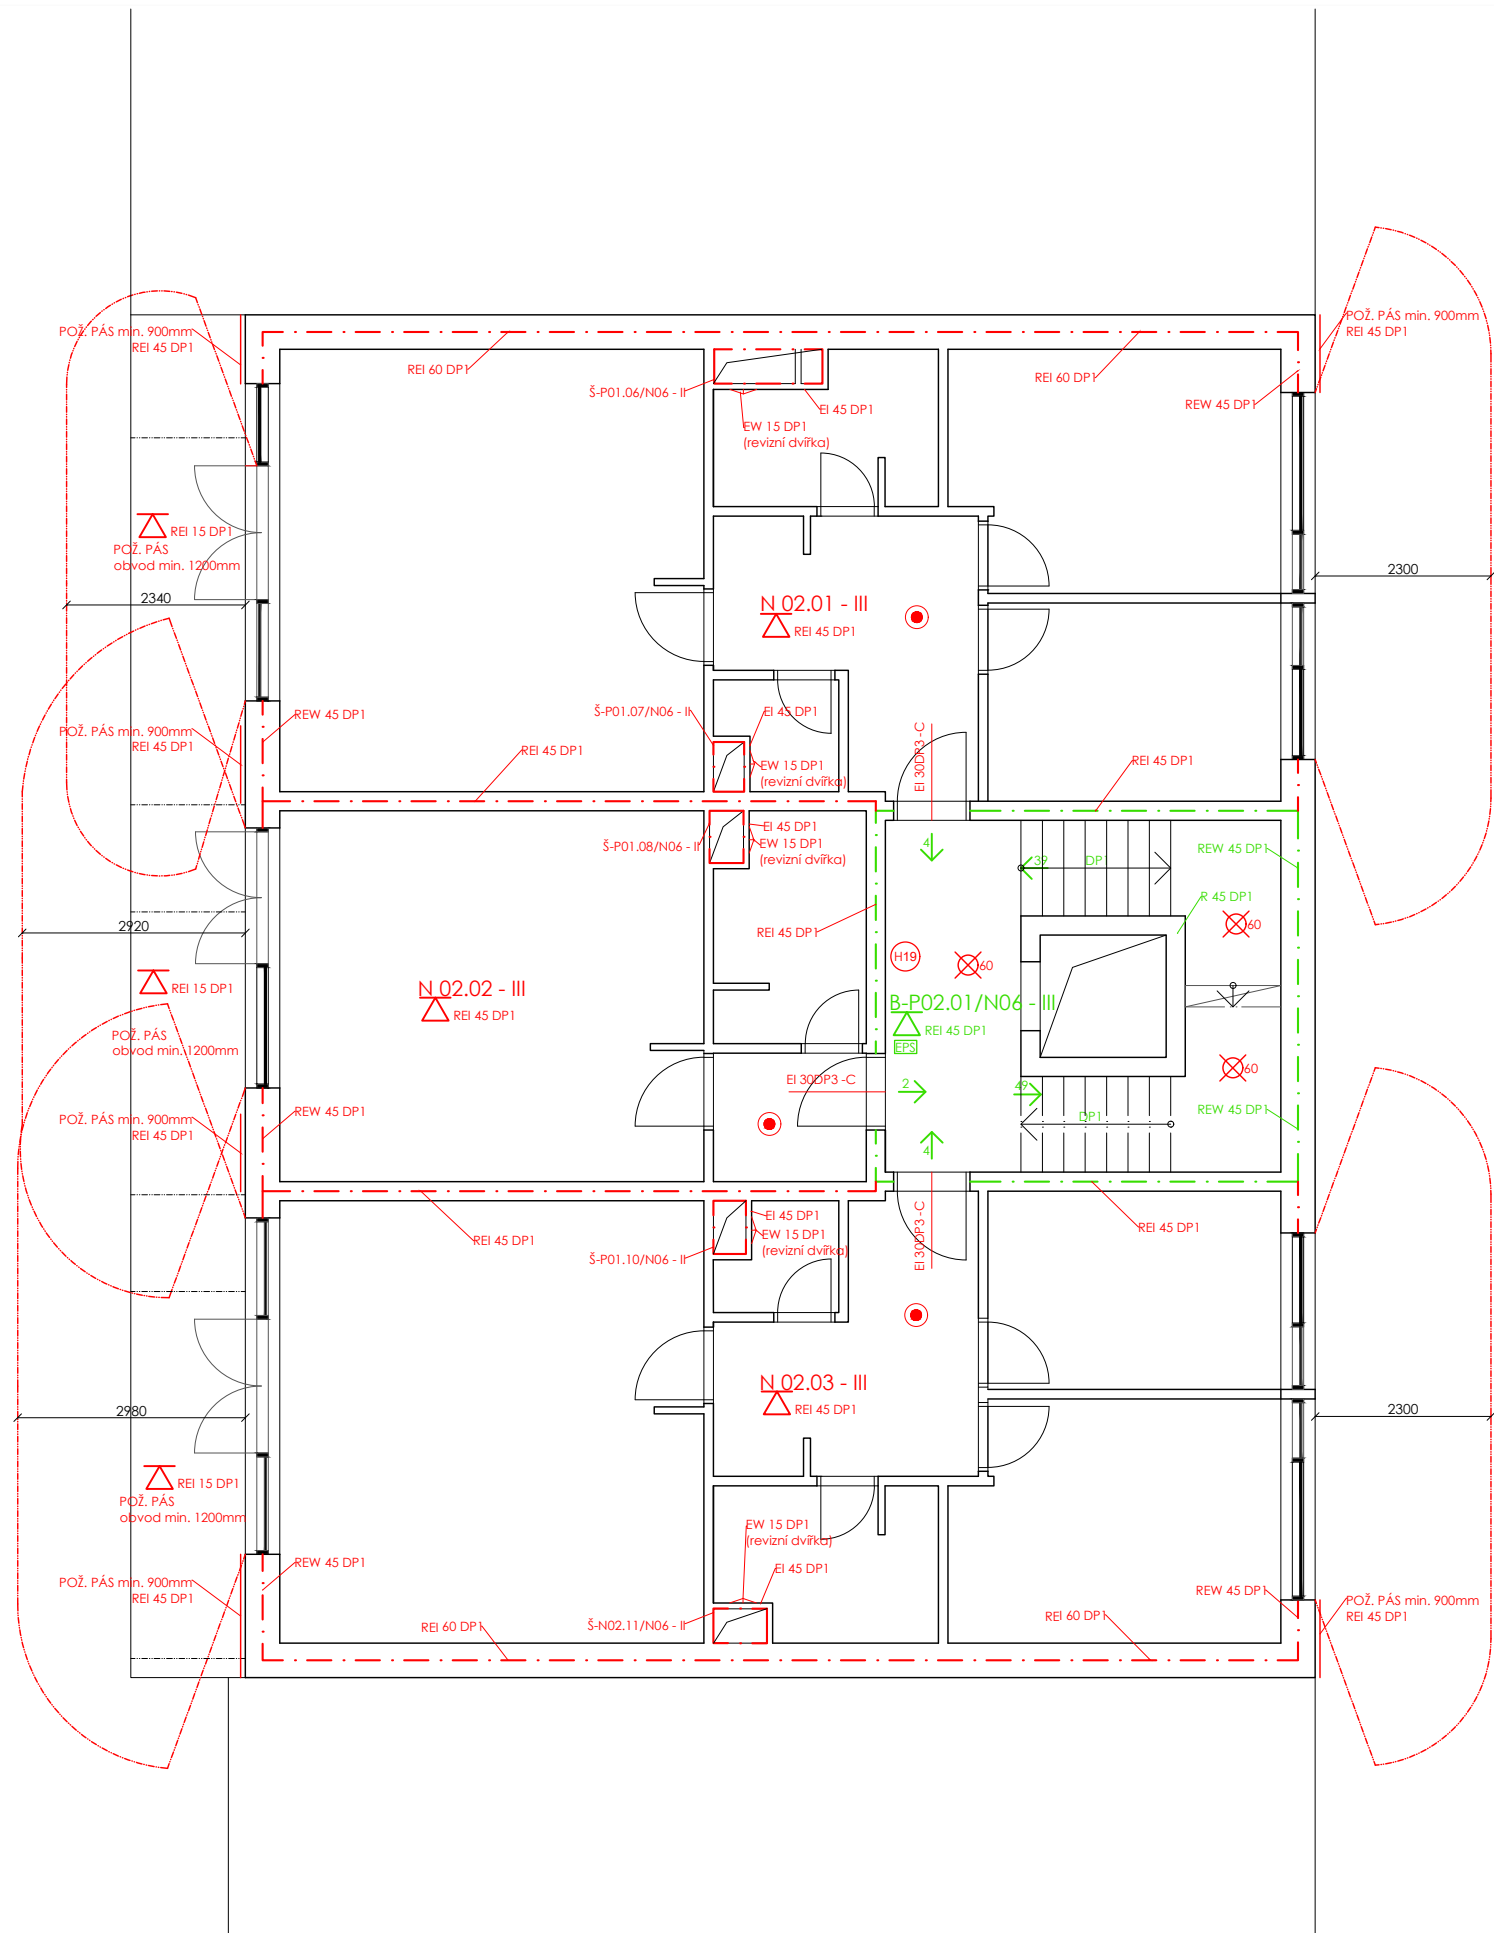 POŽ. PÁS min. 900mm
REI 45 DP1
REI 60 DP1
Š-P01.06/N06 - II
EI 45 DP1
EW 15 DP1
(revizní dvířka)
REI 60 DP1
REW 45 DP1
POŽ. PÁS min. 900mm
REI 45 DP1
REI 15 DP1
POŽ. PÁS
obvod min. 1200mm
2340
2300
N 02.01 - III
REI 45 DP1
POŽ. PÁS min. 900mm
REI 45 DP1
REW 45 DP1
REI 45 DP1
Š-P01.07/N06 - II
EI 45 DP1
EW 15 DP1
(revizní dvířka)
EI 30DP3 -C
REI 45 DP1
Š-P01.08/N06 - II
EI 45 DP1
EW 15 DP1
(revizní dvířka)
4
39
DP1
REW 45 DP1
R 45 DP1
2920
REI 45 DP1
H19
60
60
REI 15 DP1
POŽ. PÁS
obvod min. 1200mm
N 02.02 - III
REI 45 DP1
B-P02.01/N06 - III
REI 45 DP1
EPS
60
EI 30DP3 -C
2
49
DP1
REW 45 DP1
4
POŽ. PÁS min. 900mm
REI 45 DP1
REW 45 DP1
REI 45 DP1
Š-P01.10/N06 - II
EI 45 DP1
EW 15 DP1
(revizní dvířka)
EI 30DP3 -C
REI 45 DP1
N 02.03 - III
REI 45 DP1
2980
2300
REI 15 DP1
POŽ. PÁS
obvod min. 1200mm
POŽ. PÁS min. 900mm
REI 45 DP1
REW 45 DP1
REI 60 DP1
EW 15 DP1
(revizní dvířka)
EI 45 DP1
Š-N02.11/N06 - II
REI 60 DP1
REW 45 DP1
POŽ. PÁS min. 900mm
REI 45 DP1